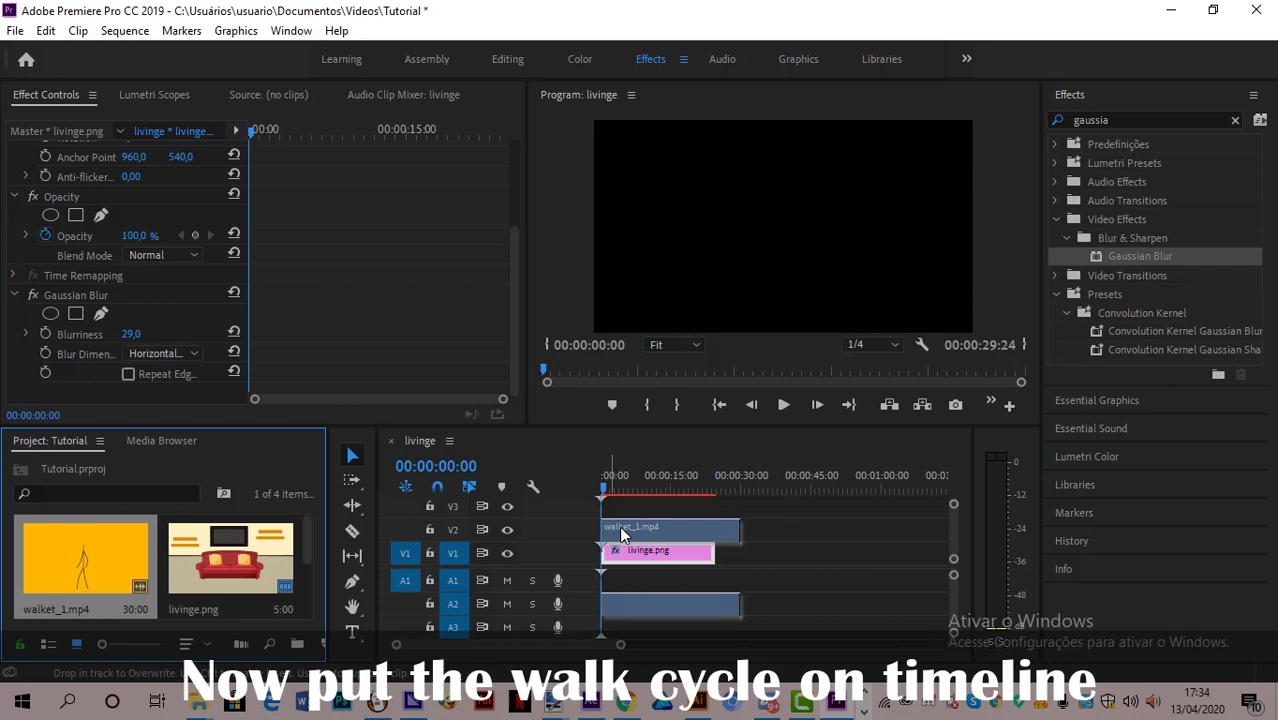 Adobe Premiere Pro CC 2019 - C:\Usuários\usuario\Documentos\Videos\Tutorial *
File Edit Clip Sequence Markers Graphics Window Help
Learning Assembly Editing Color Effects Audio Graphics Libraries
Effect Controls Lumetri Scopes Source: (no clips) Audio Clip Mixer: livinge
Master * livinge.png livinge * livinge... :00:00 00:00:15:00
Anchor Point 960,0 540,0
Anti-flicker... 0,00
fx Opacity
Opacity 100,0 %
Blend Mode Normal
fx Time Remapping
fx Gaussian Blur
Blurriness 29,0
Blur Dimen... Horizontal...
Repeat Edg...
00:00:00:00
Program: livinge
00:00:00:00 Fit 1/4 00:00:29:24
Effects
gaussia
Predefinições
Lumetri Presets
Audio Effects
Audio Transitions
Video Effects
Blur & Sharpen
Gaussian Blur
Video Transitions
Presets
Convolution Kernel
Convolution Kernel Gaussian Blur
Convolution Kernel Gaussian Sha
Essential Graphics
Essential Sound
Lumetri Color
Libraries
Markers
History
Info
Project: Tutorial Media Browser
Tutorial.prproj
1 of 4 items...
walket_1.mp4 30:00 livinge.png 5:00
livinge
00:00:00:00
:00:00 00:00:15:00 00:00:30:00 00:00:45:00 00:01:00:00
V3
V2 walket_1.mp4
V1 V1 fx livinge.png
A1 A1 M S
A2 M S
A3 M S
0
-12
-24
-36
-48
S S
Ativar o Windows
Acesse Configurações para ativar o Windows.
Drop in track to Overwrite.
Now put the walk cycle on timeline
17:34
13/04/2020
10